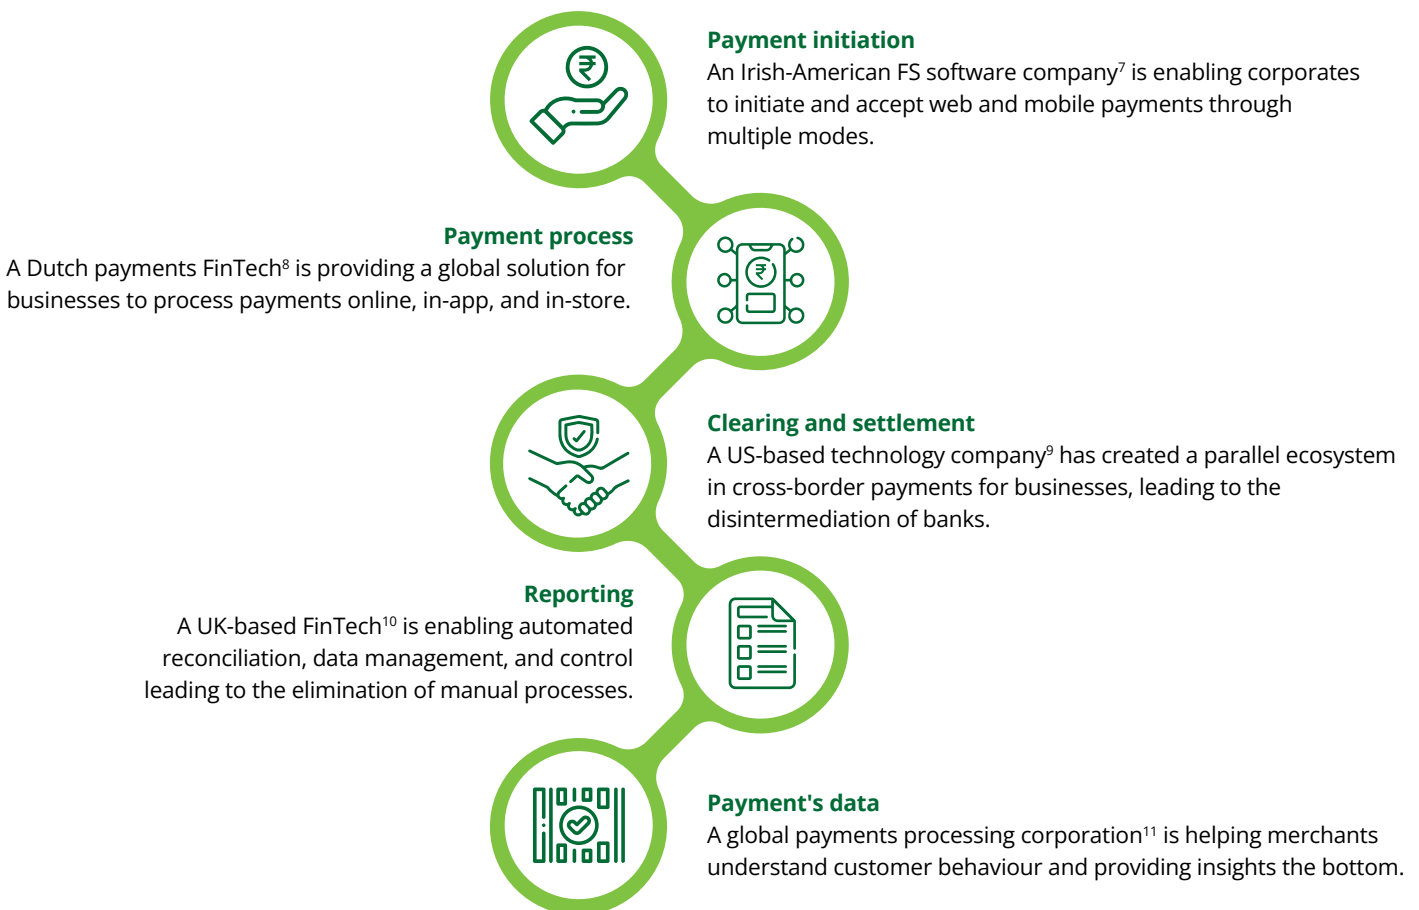 Payment initiation
An Irish-American FS software company⁷ is enabling corporates
to initiate and accept web and mobile payments through
multiple modes.
Payment process
A Dutch payments FinTech⁸ is providing a global solution for
businesses to process payments online, in-app, and in-store.
Clearing and settlement
A US-based technology company⁹ has created a parallel ecosystem
in cross-border payments for businesses, leading to the
disintermediation of banks.
Reporting
A UK-based FinTech¹⁰ is enabling automated
reconciliation, data management, and control
leading to the elimination of manual processes.
Payment's data
A global payments processing corporation¹¹ is helping merchants
understand customer behaviour and providing insights the bottom.